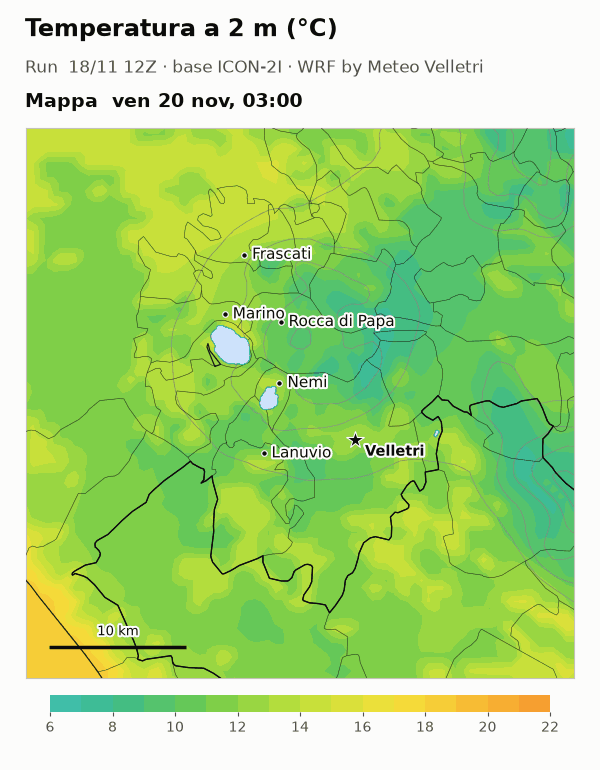 Temperatura a 2 m (°C)
Run  18/11 12Z · base ICON-2I · WRF by Meteo Velletri
Mappa  ven 20 nov, 03:00
Frascati
Marino
Rocca di Papa
Nemi
Velletri
Lanuvio
10 km
6 8 10 12 14 16 18 20 22